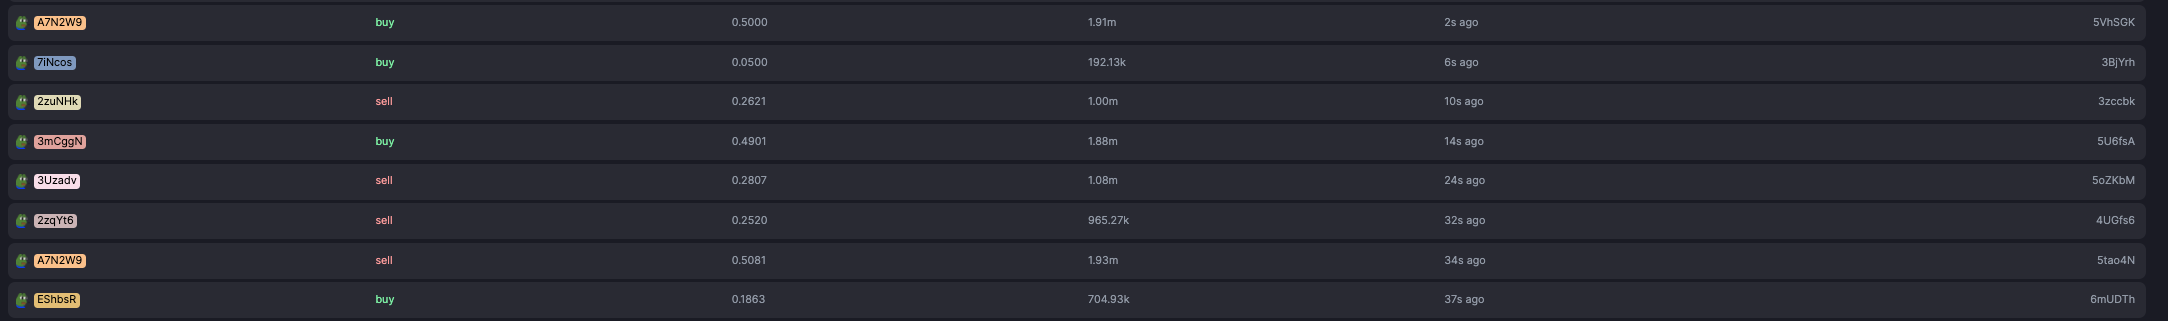 A7N2W9 buy 0.5000 1.91m 2s ago 5VhSGK
7iNcos buy 0.0500 192.13k 6s ago 3BjYrh
2zuNHk sell 0.2621 1.00m 10s ago 3zccbk
3mCggN buy 0.4901 1.88m 14s ago 5U6fsA
3Uzadv sell 0.2807 1.08m 24s ago 5oZKbM
2zqYt6 sell 0.2520 965.27k 32s ago 4UGfs6
A7N2W9 sell 0.5081 1.93m 34s ago 5tao4N
EShbsR buy 0.1863 704.93k 37s ago 6mUDTh